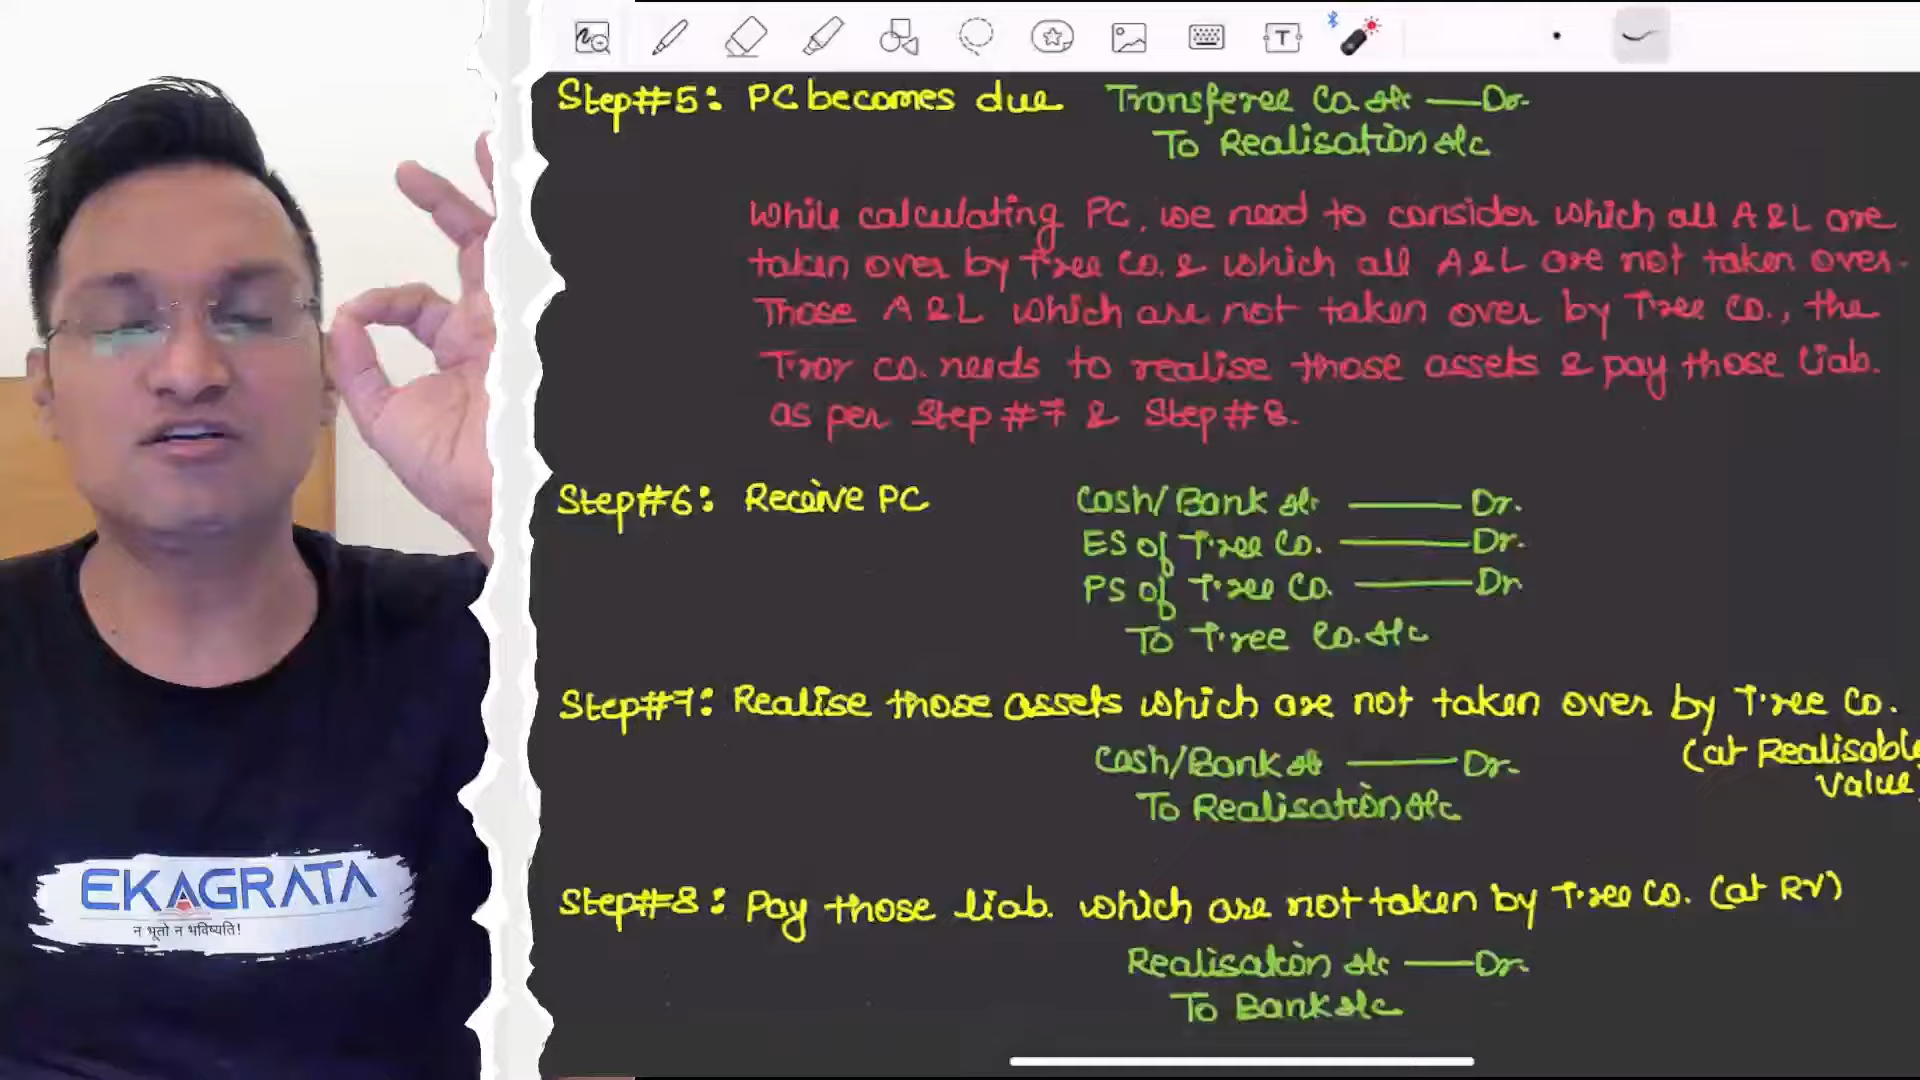 Step#5: PC becomes due Transferee Co. A/c — Dr.
To Realisation A/c
While calculating PC, we need to consider which all A & L are
taken over by T'ree Co. & which all A & L are not taken over.
Those A & L which are not taken over by T'ree Co., the
T'ror co. needs to realise those assets & pay those liab.
as per Step #7 & Step #8.
Step#6: Receive PC Cash/Bank A/c — Dr.
ES of T'ree Co. — Dr.
PS of T'ree Co. — Dr.
To T'ree Co. A/c
Step#7: Realise those assets which are not taken over by T'ree Co.
(at Realisable
Value)
Cash/Bank A/c — Dr.
To Realisation A/c
Step#8: Pay those liab. which are not taken by T'ree Co. (at RV)
Realisation A/c — Dr.
To Bank A/c
EKAGRATA
न भूतो न भविष्यति!